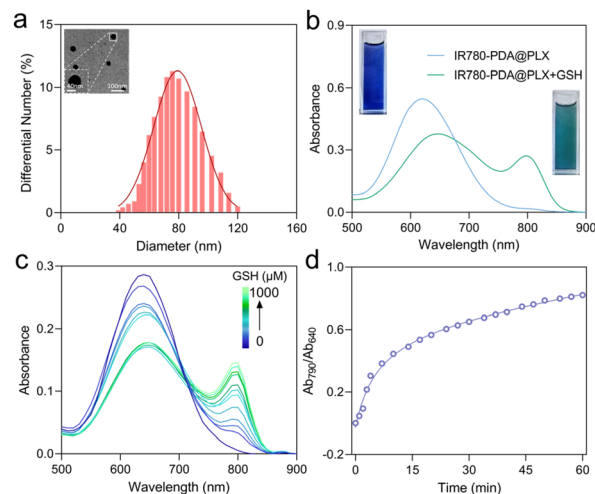 a
15
10
5
0
Differential Number (%)
40nm
100nm
0
40
80
120
160
Diameter (nm)
b
0.9
0.6
0.3
0.0
Absorbance
IR780-PDA@PLX
IR780-PDA@PLX+GSH
500
600
700
800
900
Wavelength (nm)
c
0.3
0.2
0.1
0.0
Absorbance
GSH (μM)
1000
0
500
600
700
800
900
Wavelength (nm)
d
1.0
0.6
0.2
-0.2
Ab790/Ab640
0
15
30
45
60
Time (min)